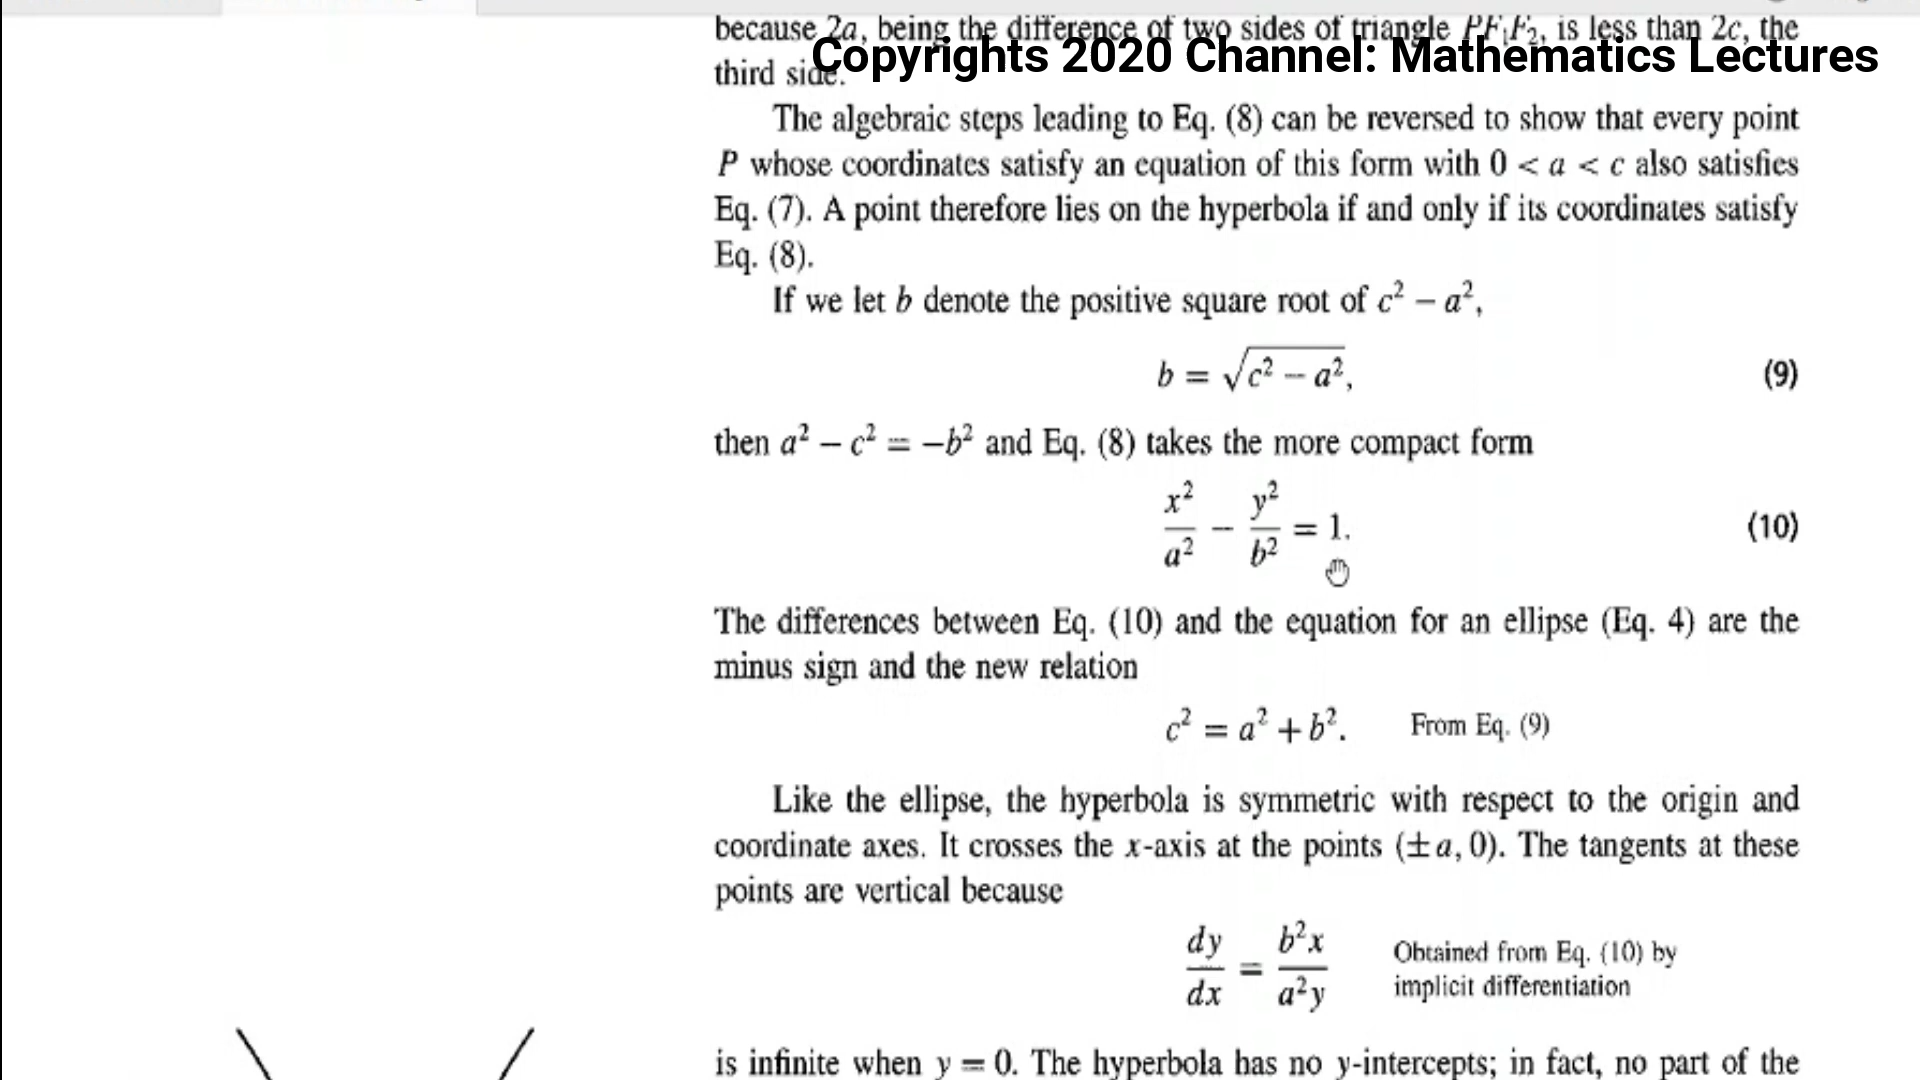 because 2a, being the difference of two sides of triangle PF₁F₂, is less than 2c, the
Copyrights 2020 Channel: Mathematics Lectures
third side.
The algebraic steps leading to Eq. (8) can be reversed to show that every point
P whose coordinates satisfy an equation of this form with 0 < a < c also satisfies
Eq. (7). A point therefore lies on the hyperbola if and only if its coordinates satisfy
Eq. (8).
If we let b denote the positive square root of c² − a²,
b = √c² − a², (9)
then a² − c² = −b² and Eq. (8) takes the more compact form
x²/a² − y²/b² = 1. (10)
The differences between Eq. (10) and the equation for an ellipse (Eq. 4) are the
minus sign and the new relation
c² = a² + b². From Eq. (9)
Like the ellipse, the hyperbola is symmetric with respect to the origin and
coordinate axes. It crosses the x-axis at the points (±a, 0). The tangents at these
points are vertical because
dy/dx = b²x/a²y Obtained from Eq. (10) by
implicit differentiation
is infinite when y = 0. The hyperbola has no y-intercepts; in fact, no part of the